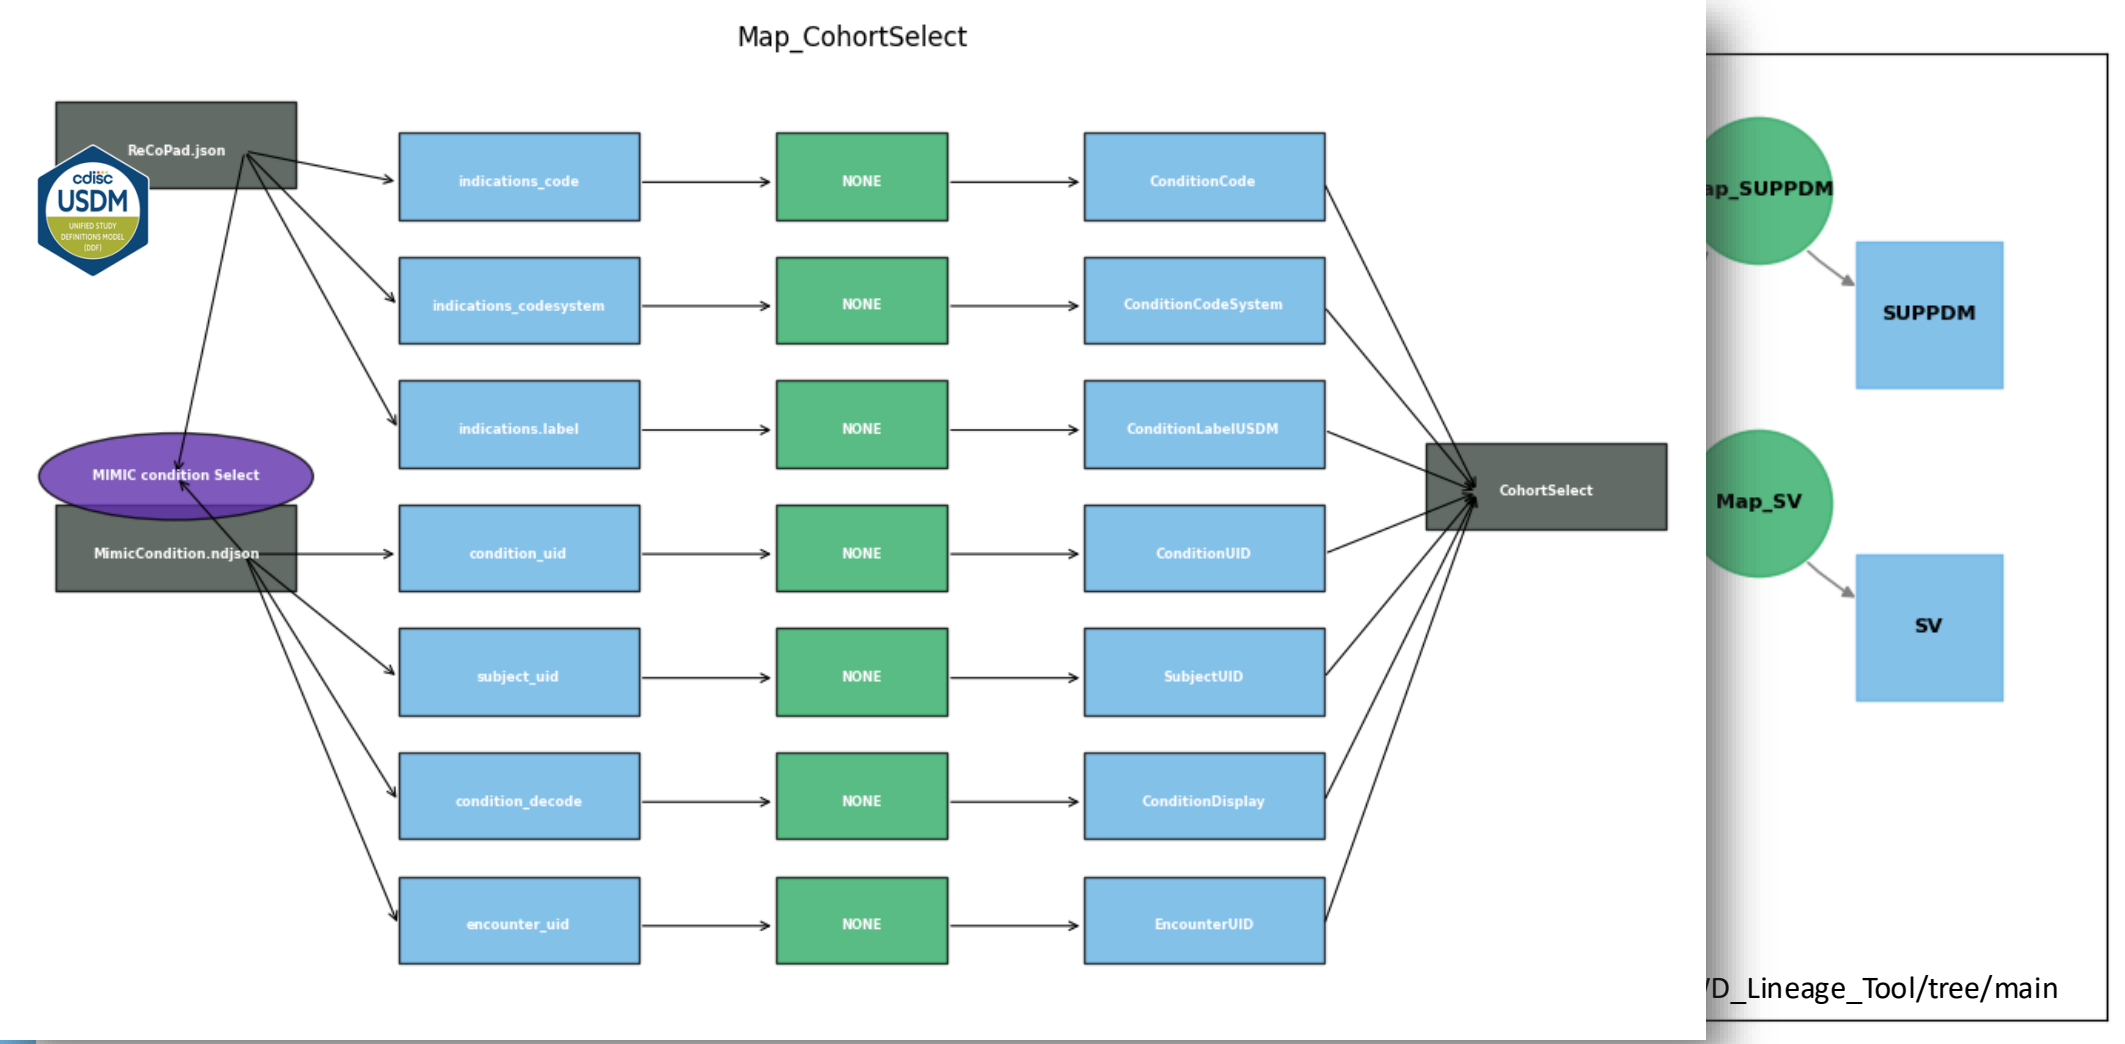 Map_CohortSelect
ReCoPad.json
cdisc
USDM
UNIFIED STUDY
DEFINITIONS MODEL
(DDF)
indications_code
NONE
ConditionCode
indications_codesystem
NONE
ConditionCodeSystem
indications.label
NONE
ConditionLabelUSDM
MIMIC condition Select
CohortSelect
MimicCondition.ndjson
condition_uid
NONE
ConditionUID
subject_uid
NONE
SubjectUID
condition_decode
NONE
ConditionDisplay
encounter_uid
NONE
EncounterUID
ap_SUPPDM
SUPPDM
Map_SV
SV
/D_Lineage_Tool/tree/main